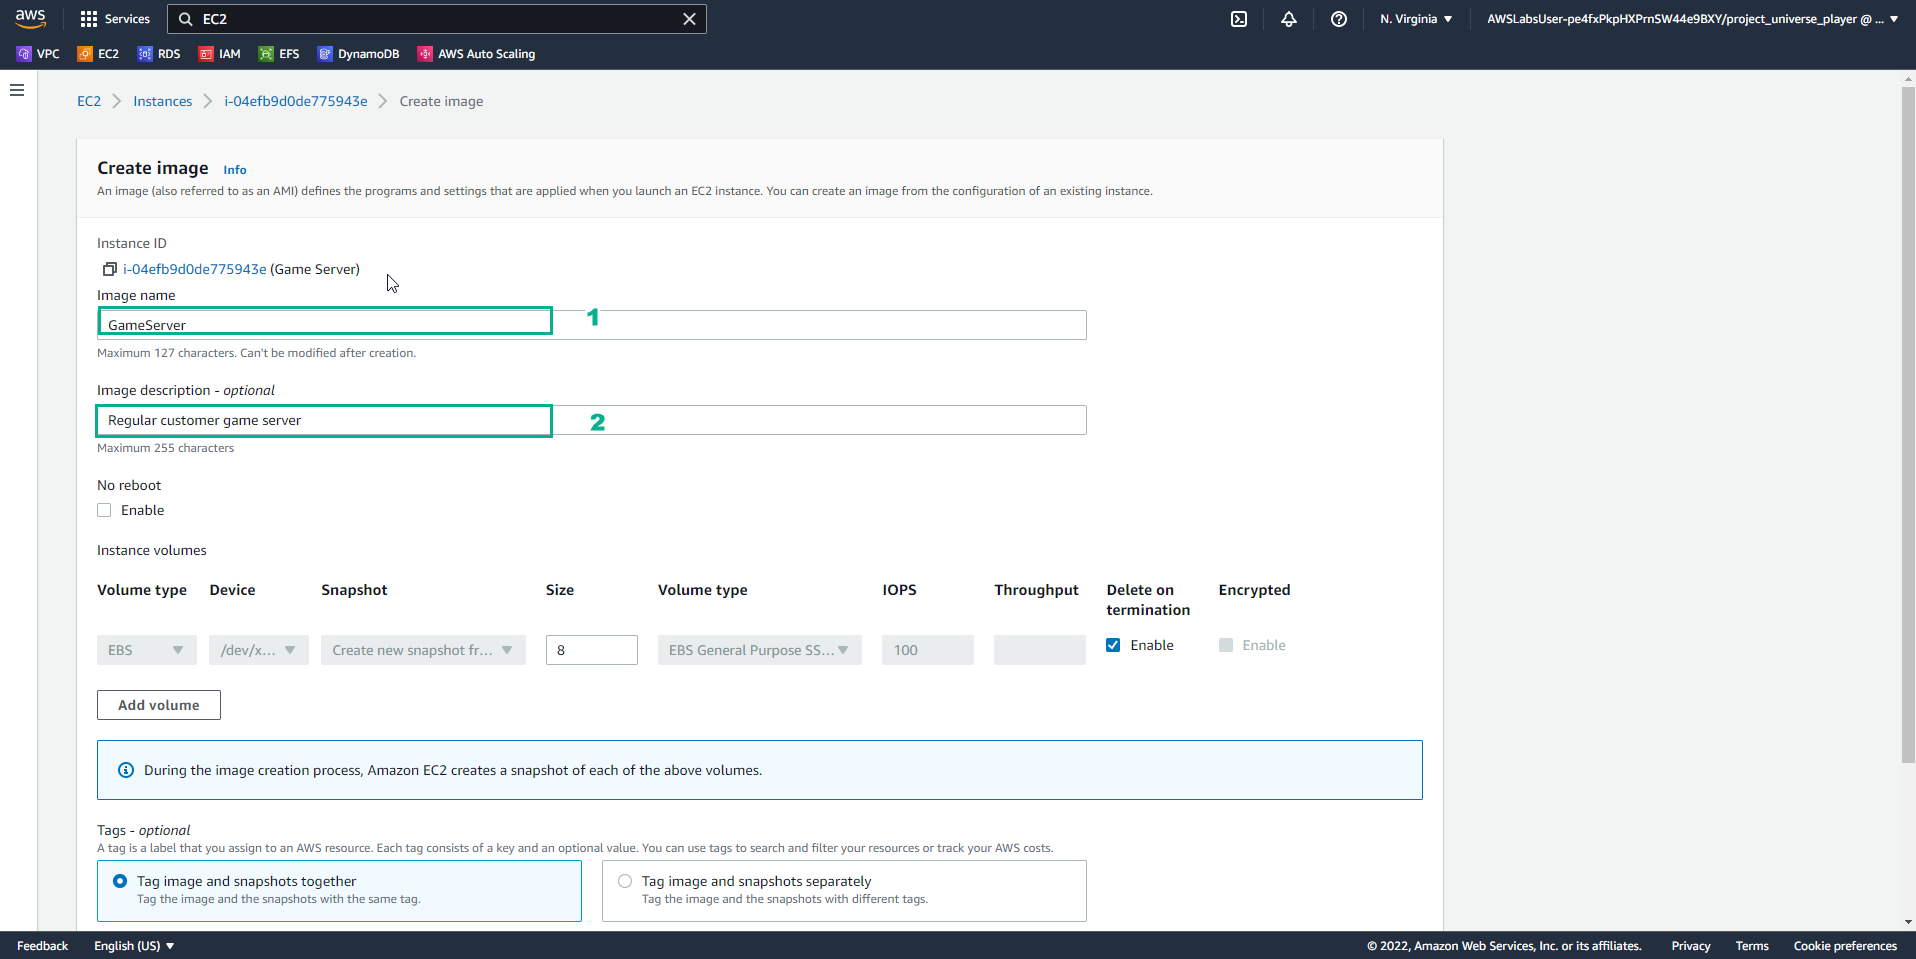 aws Services EC2 N. Virginia AWSLabsUser-pe4fxPkpHXPrnSW44e9BXY/project_universe_player @ ...
VPC EC2 RDS IAM EFS DynamoDB AWS Auto Scaling
EC2 Instances i-04efb9d0de775943e Create image
Create image Info
An image (also referred to as an AMI) defines the programs and settings that are applied when you launch an EC2 instance. You can create an image from the configuration of an existing instance.
Instance ID
i-04efb9d0de775943e (Game Server)
Image name
GameServer 1
Maximum 127 characters. Can't be modified after creation.
Image description - optional
Regular customer game server 2
Maximum 255 characters
No reboot
Enable
Instance volumes
Volume type Device Snapshot Size Volume type IOPS Throughput Delete on termination Encrypted
EBS /dev/x... Create new snapshot fr... 8 EBS General Purpose SS... 100 Enable Enable
Add volume
During the image creation process, Amazon EC2 creates a snapshot of each of the above volumes.
Tags - optional
A tag is a label that you assign to an AWS resource. Each tag consists of a key and an optional value. You can use tags to search and filter your resources or track your AWS costs.
Tag image and snapshots together Tag image and snapshots separately
Tag the image and the snapshots with the same tag. Tag the image and the snapshots with different tags.
Feedback English (US) © 2022, Amazon Web Services, Inc. or its affiliates. Privacy Terms Cookie preferences